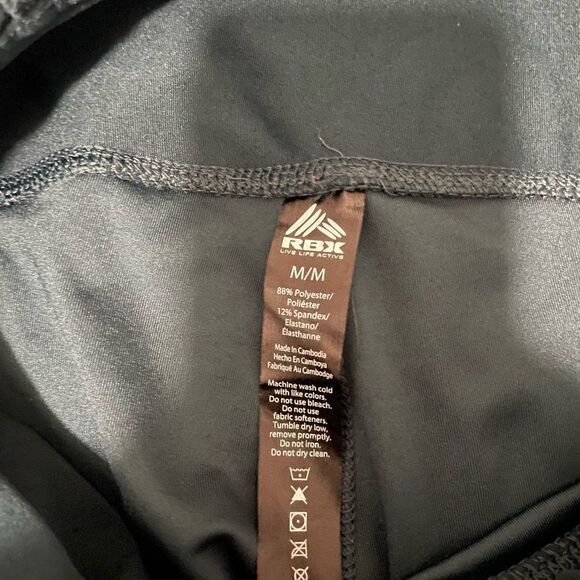 RBX
LIVE LIFE ACTIVE
M/M
88% Polyester/
Poliéster
12% Spandex/
Elastano/
Élasthanne
Made In Cambodia
Hecho En Camboya
Fabriqué Au Cambodge
Machine wash cold
with like colors.
Do not use bleach.
Do not use
fabric softeners.
Tumble dry low,
remove promptly.
Do not iron.
Do not dry clean.